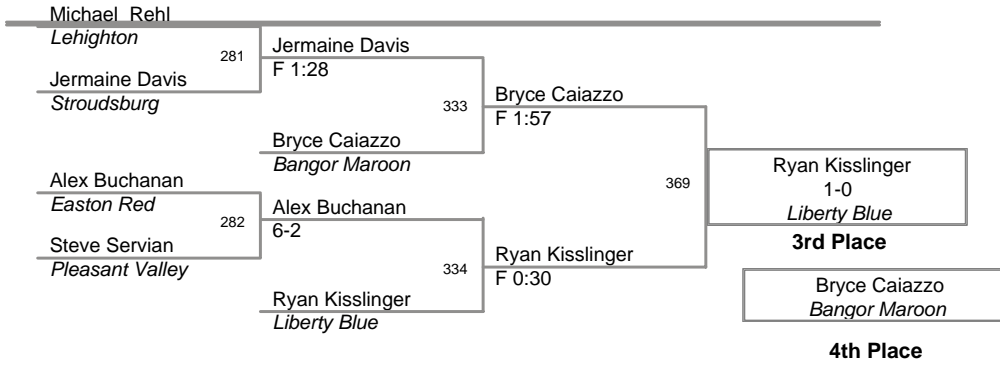 Michael Rehl
Lehighton
281
Jermaine Davis
Stroudsburg
Jermaine Davis
F 1:28
333
Bryce Caiazzo
Bangor Maroon
Bryce Caiazzo
F 1:57
Alex Buchanan
Easton Red
282
Steve Servian
Pleasant Valley
Alex Buchanan
6-2
334
Ryan Kisslinger
Liberty Blue
Ryan Kisslinger
F 0:30
369
Ryan Kisslinger
1-0
Liberty Blue
3rd Place
Bryce Caiazzo
Bangor Maroon
4th Place